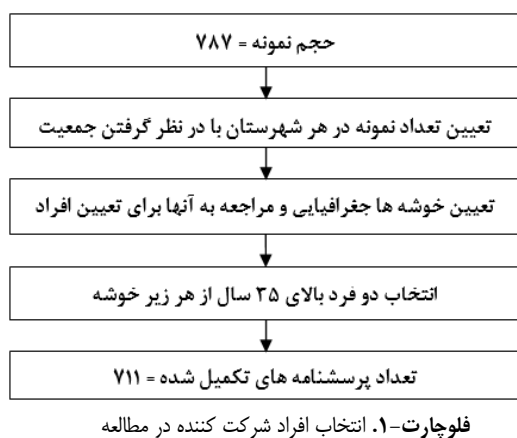 حجم نمونه = ۷۸۷
تعیین تعداد نمونه در هر شهرستان با در نظر گرفتن جمعیت
تعیین خوشه ها جغرافیایی و مراجعه به آنها برای تعیین افراد
انتخاب دو فرد بالای ۳۵ سال از هر زیر خوشه
تعداد پرسشنامه های تکمیل شده = ۷۱۱
فلوچارت-۱. انتخاب افراد شرکت کننده در مطالعه